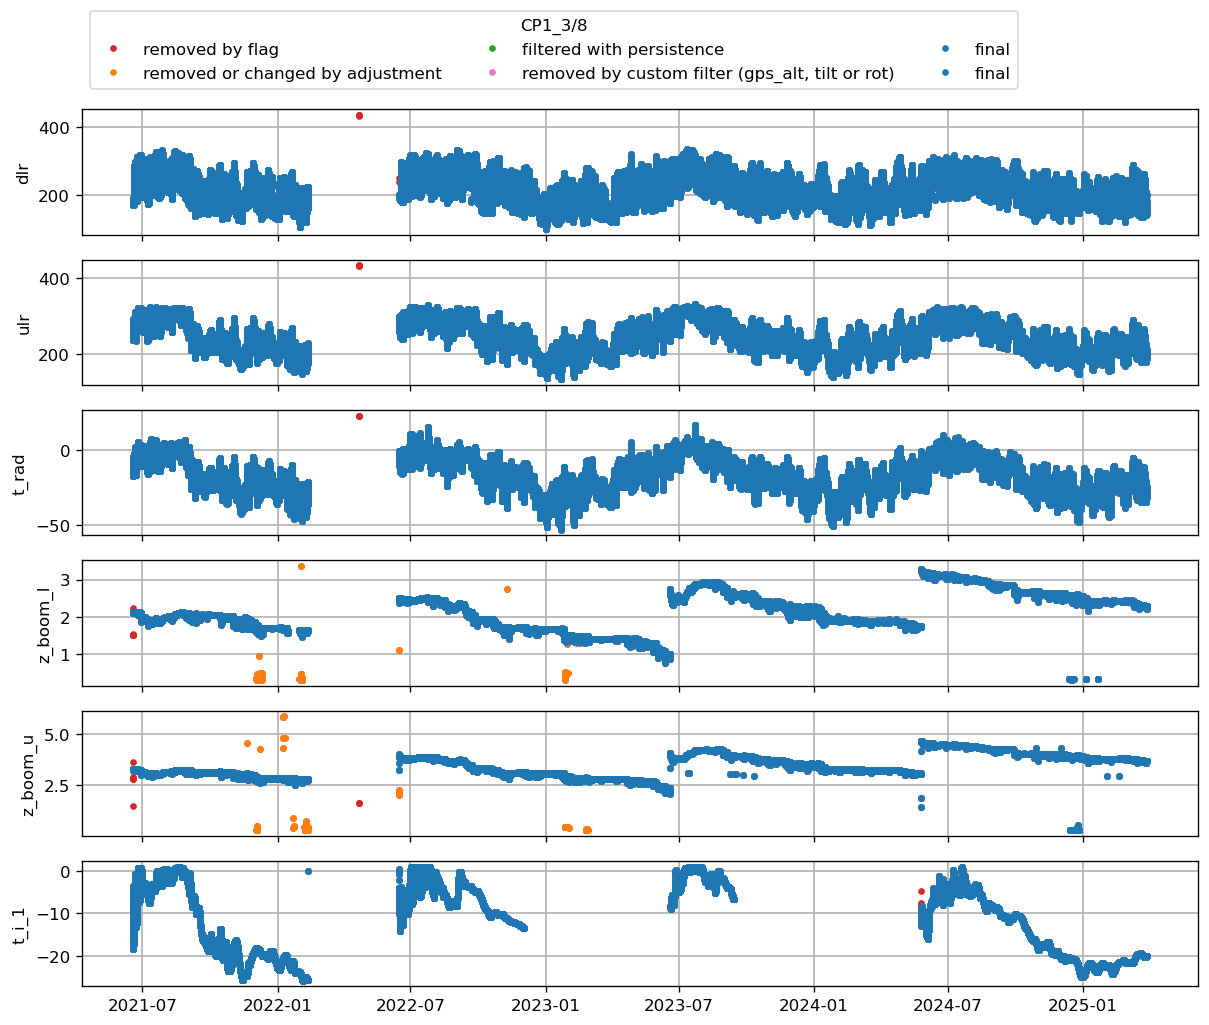 CP1_3/8
removed by flag
filtered with persistence
final
removed or changed by adjustment
removed by custom filter (gps_alt, tilt or rot)
final
400
200
dlr
400
200
ulr
0
−50
t_rad
3
2
1
z_boom_l
5.0
2.5
z_boom_u
0
−10
−20
t_i_1
2021-07
2022-01
2022-07
2023-01
2023-07
2024-01
2024-07
2025-01